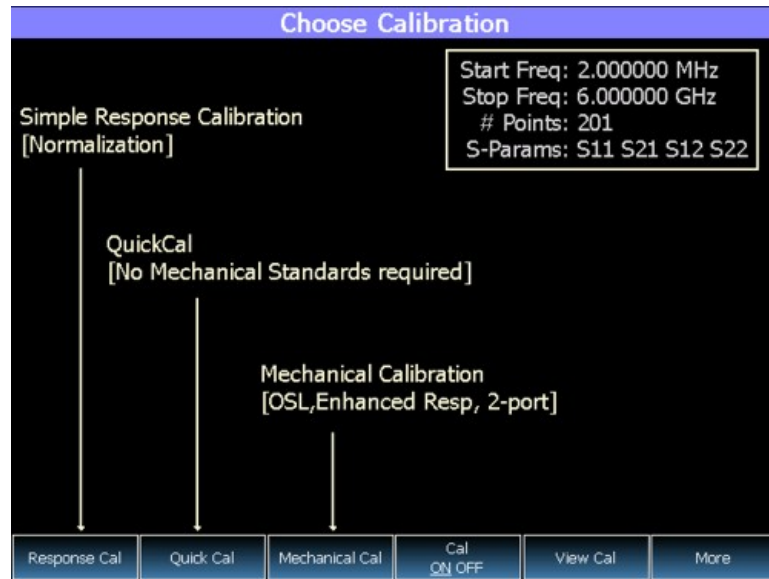 Choose Calibration
Start Freq: 2.000000 MHz
Stop Freq: 6.000000 GHz
# Points: 201
S-Params: S11 S21 S12 S22
Simple Response Calibration
[Normalization]
QuickCal
[No Mechanical Standards required]
Mechanical Calibration
[OSL,Enhanced Resp, 2-port]
Response Cal
Quick Cal
Mechanical Cal
Cal
ON OFF
View Cal
More